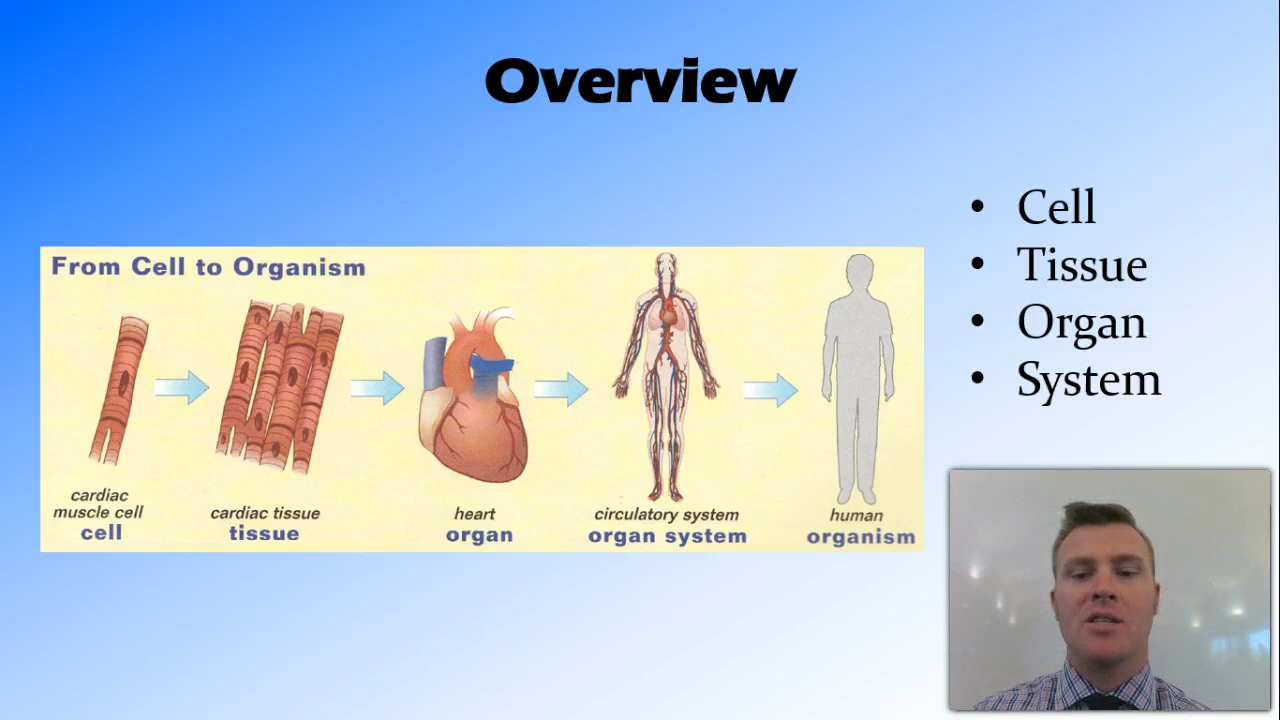 Overview
• Cell
• Tissue
• Organ
• System
From Cell to Organism
cardiac
muscle cell
cell
cardiac tissue
tissue
heart
organ
circulatory system
organ system
human
organism